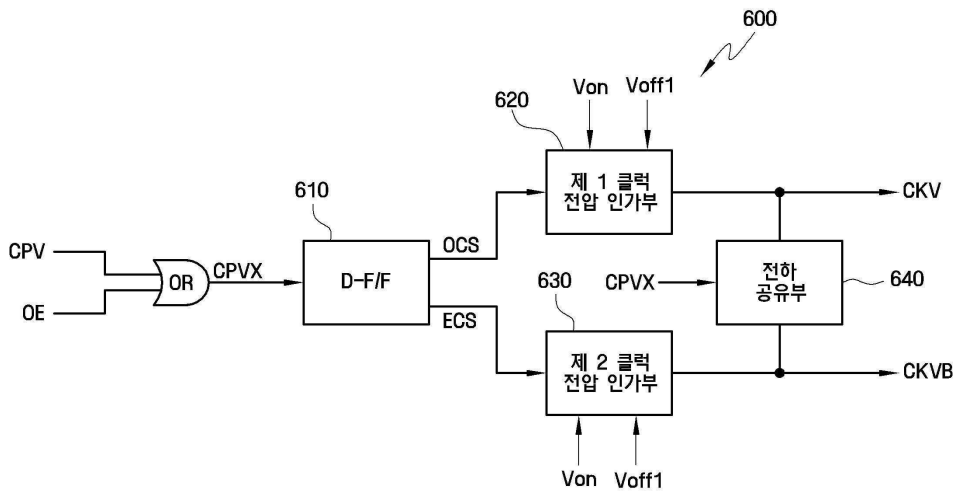 600
Von
Voff1
620
제 1 클럭
전압 인가부
CKV
610
CPV
OE
OR
CPVX
D-F/F
OCS
ECS
630
CPVX
전하
공유부
640
제 2 클럭
전압 인가부
CKVB
Von
Voff1